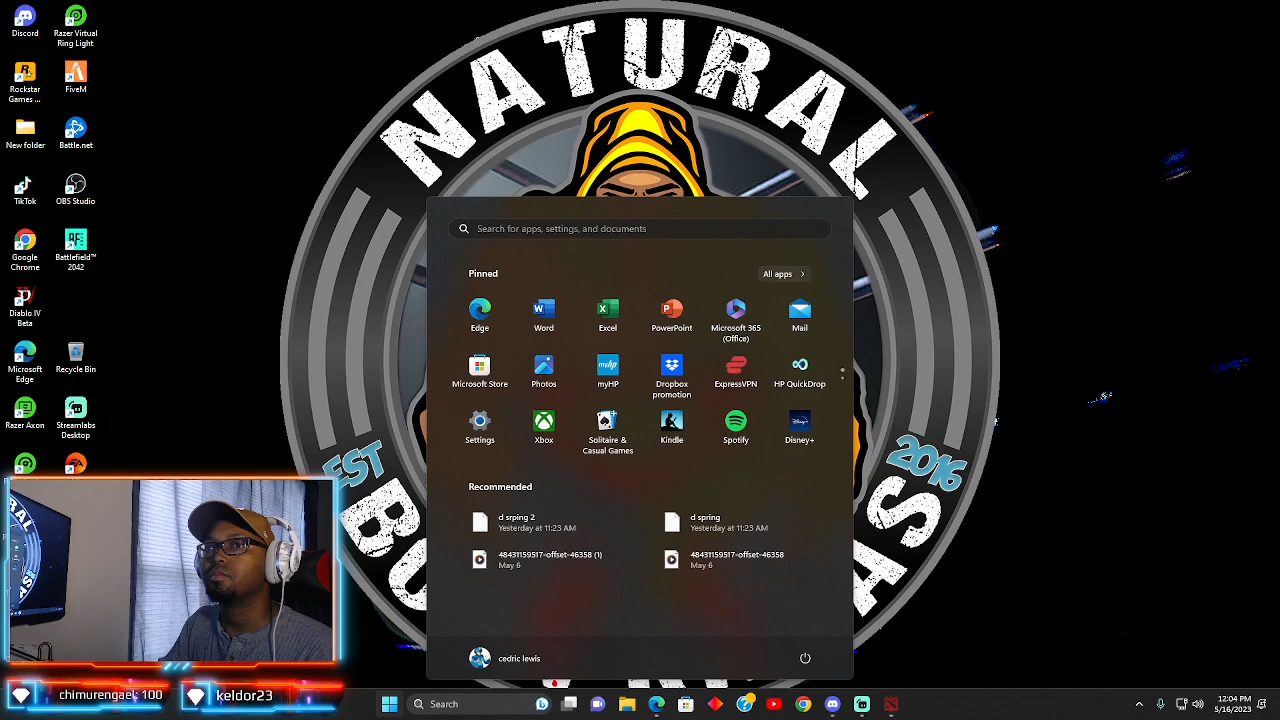 Discord
Razer Virtual
Ring Light
Rockstar
Games ...
FiveM
New folder
Battle.net
TikTok
OBS Studio
Google
Chrome
Battlefield™
2042
Diablo IV
Beta
Microsoft
Edge
Recycle Bin
Razer Axon
Streamlabs
Desktop
NATURAL
EST
2016
Search for apps, settings, and documents
Pinned
All apps
Edge
Word
Excel
PowerPoint
Microsoft 365
(Office)
Mail
Microsoft Store
Photos
myHP
Dropbox
promotion
ExpressVPN
HP QuickDrop
Settings
Xbox
Solitaire &
Casual Games
Kindle
Spotify
Disney+
Recommended
d srping 2
Yesterday at 11:23 AM
d spring
Yesterday at 11:23 AM
48431159517-offset-46358 (1)
May 6
48431159517-offset-46358
May 6
cedric lewis
chimurengaek: 100
keldor23
Search
12:04 PM
5/16/2023